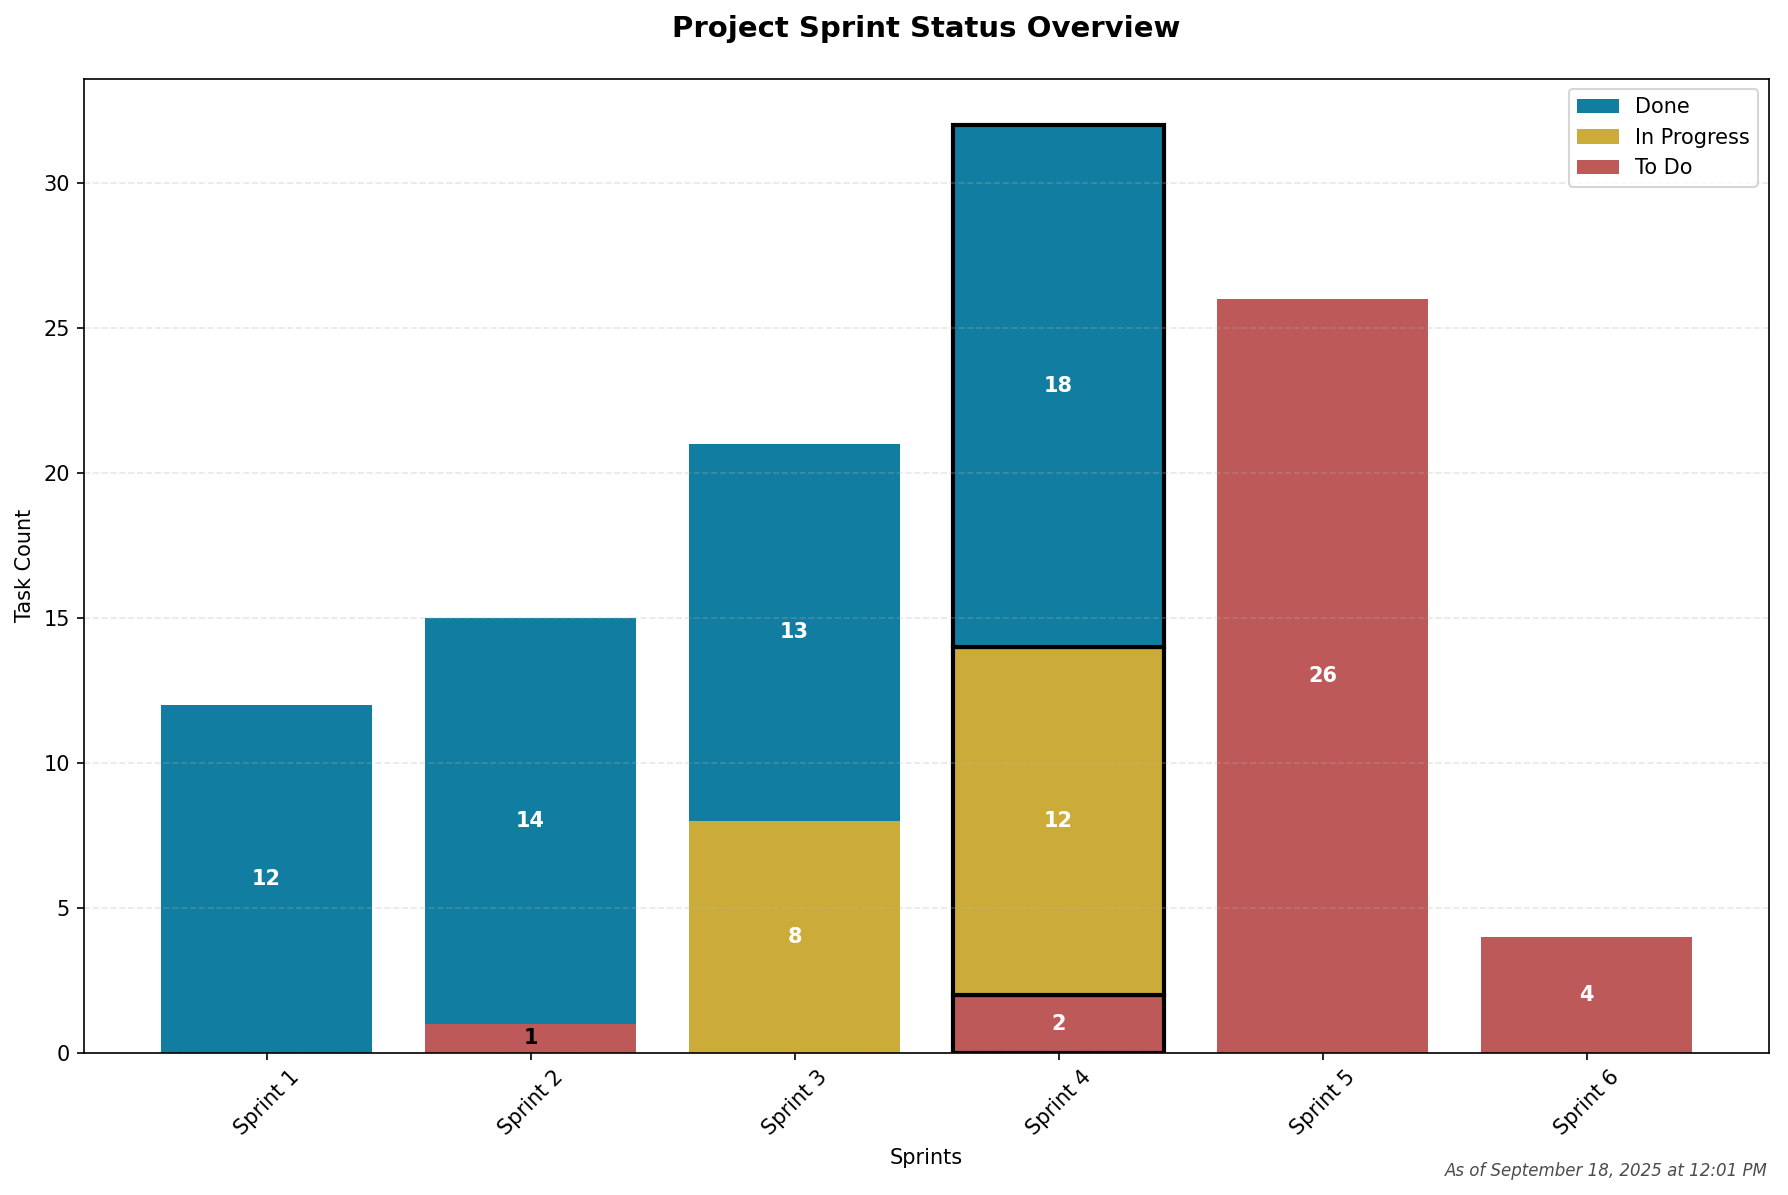 Project Sprint Status Overview
Done
In Progress
To Do
Task Count
30
25
20
15
10
5
0
12
14
1
13
8
18
12
2
26
4
Sprint 1
Sprint 2
Sprint 3
Sprint 4
Sprint 5
Sprint 6
Sprints
As of September 18, 2025 at 12:01 PM